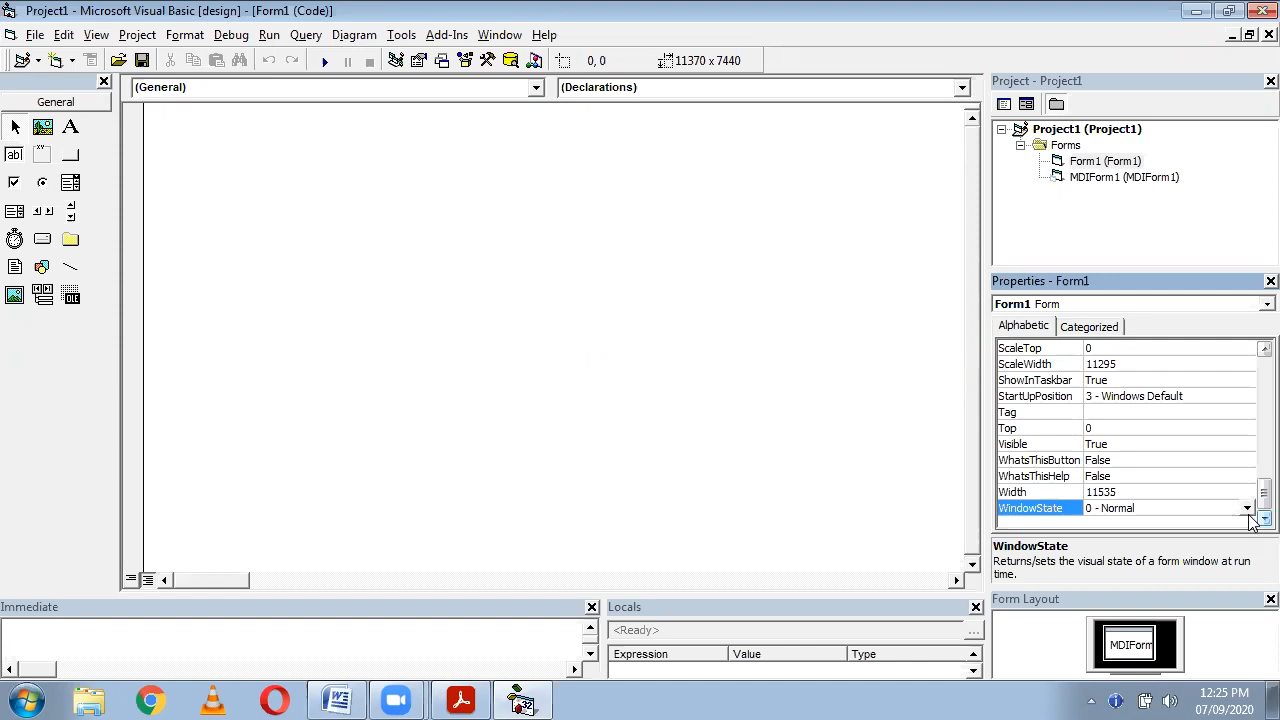 Project1 - Microsoft Visual Basic [design] - [Form1 (Code)]
File Edit View Project Format Debug Run Query Diagram Tools Add-Ins Window Help
0, 0 11370 x 7440
General
(General) (Declarations)
Project - Project1
Project1 (Project1)
Forms
Form1 (Form1)
MDIForm1 (MDIForm1)
Properties - Form1
Form1 Form
Alphabetic Categorized
ScaleTop 0
ScaleWidth 11295
ShowInTaskbar True
StartUpPosition 3 - Windows Default
Tag
Top 0
Visible True
WhatsThisButton False
WhatsThisHelp False
Width 11535
WindowState 0 - Normal
WindowState
Returns/sets the visual state of a form window at run
time.
Form Layout
MDIForm
Immediate
Locals
<Ready>
Expression Value Type
12:25 PM
07/09/2020